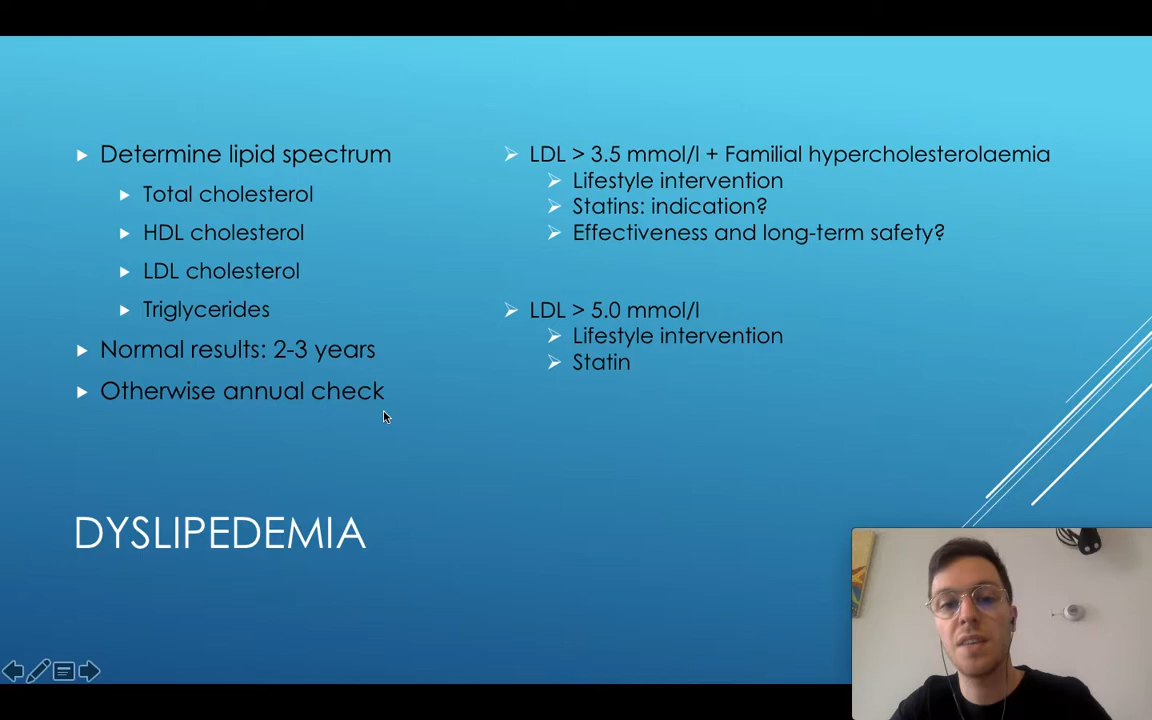 Determine lipid spectrum
Total cholesterol
HDL cholesterol
LDL cholesterol
Triglycerides
Normal results: 2-3 years
Otherwise annual check
LDL > 3.5 mmol/l + Familial hypercholesterolaemia
Lifestyle intervention
Statins: indication?
Effectiveness and long-term safety?
LDL > 5.0 mmol/l
Lifestyle intervention
Statin
DYSLIPEDEMIA